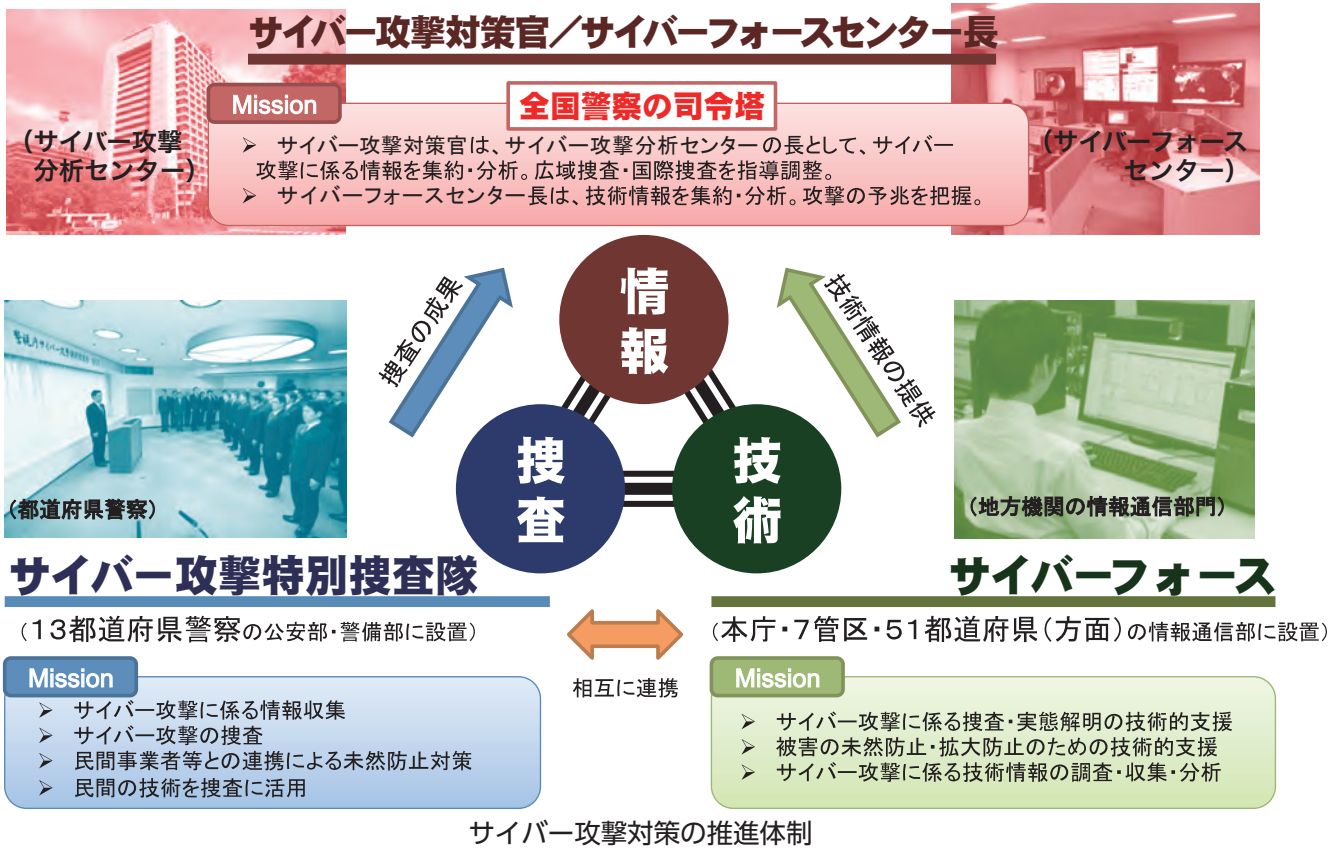 サイバー攻撃対策官／サイバーフォースセンター長
Mission
全国警察の司令塔
（サイバー攻撃
分析センター）
➢ サイバー攻撃対策官は、サイバー攻撃分析センターの長として、サイバー
攻撃に係る情報を集約・分析。広域捜査・国際捜査を指導調整。
➢ サイバーフォースセンター長は、技術情報を集約・分析。攻撃の予兆を把握。
（サイバーフォース
センター）
捜査の成果
情報
技術情報の提供
捜査
技術
（都道府県警察）
（地方機関の情報通信部門）
サイバー攻撃特別捜査隊
（13都道府県警察の公安部・警備部に設置）
Mission
➢ サイバー攻撃に係る情報収集
➢ サイバー攻撃の捜査
➢ 民間事業者等との連携による未然防止対策
➢ 民間の技術を捜査に活用
相互に連携
サイバーフォース
（本庁・7管区・51都道府県（方面）の情報通信部に設置）
Mission
➢ サイバー攻撃に係る捜査・実態解明の技術的支援
➢ 被害の未然防止・拡大防止のための技術的支援
➢ サイバー攻撃に係る技術情報の調査・収集・分析
サイバー攻撃対策の推進体制